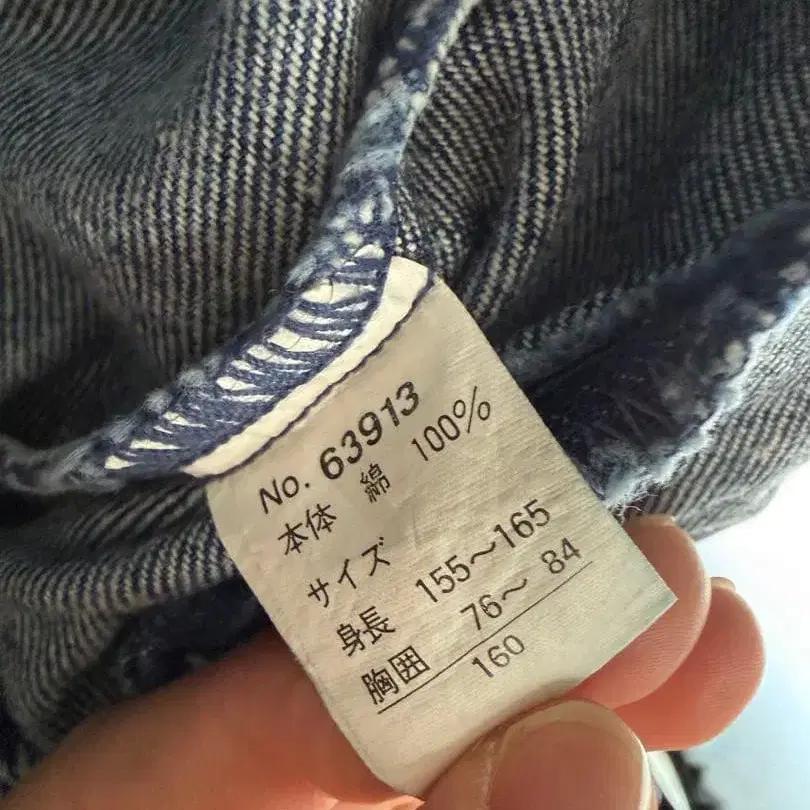 No. 63913
本体 綿 100%
サイズ
身長 155～165
胸囲 76～ 84
160